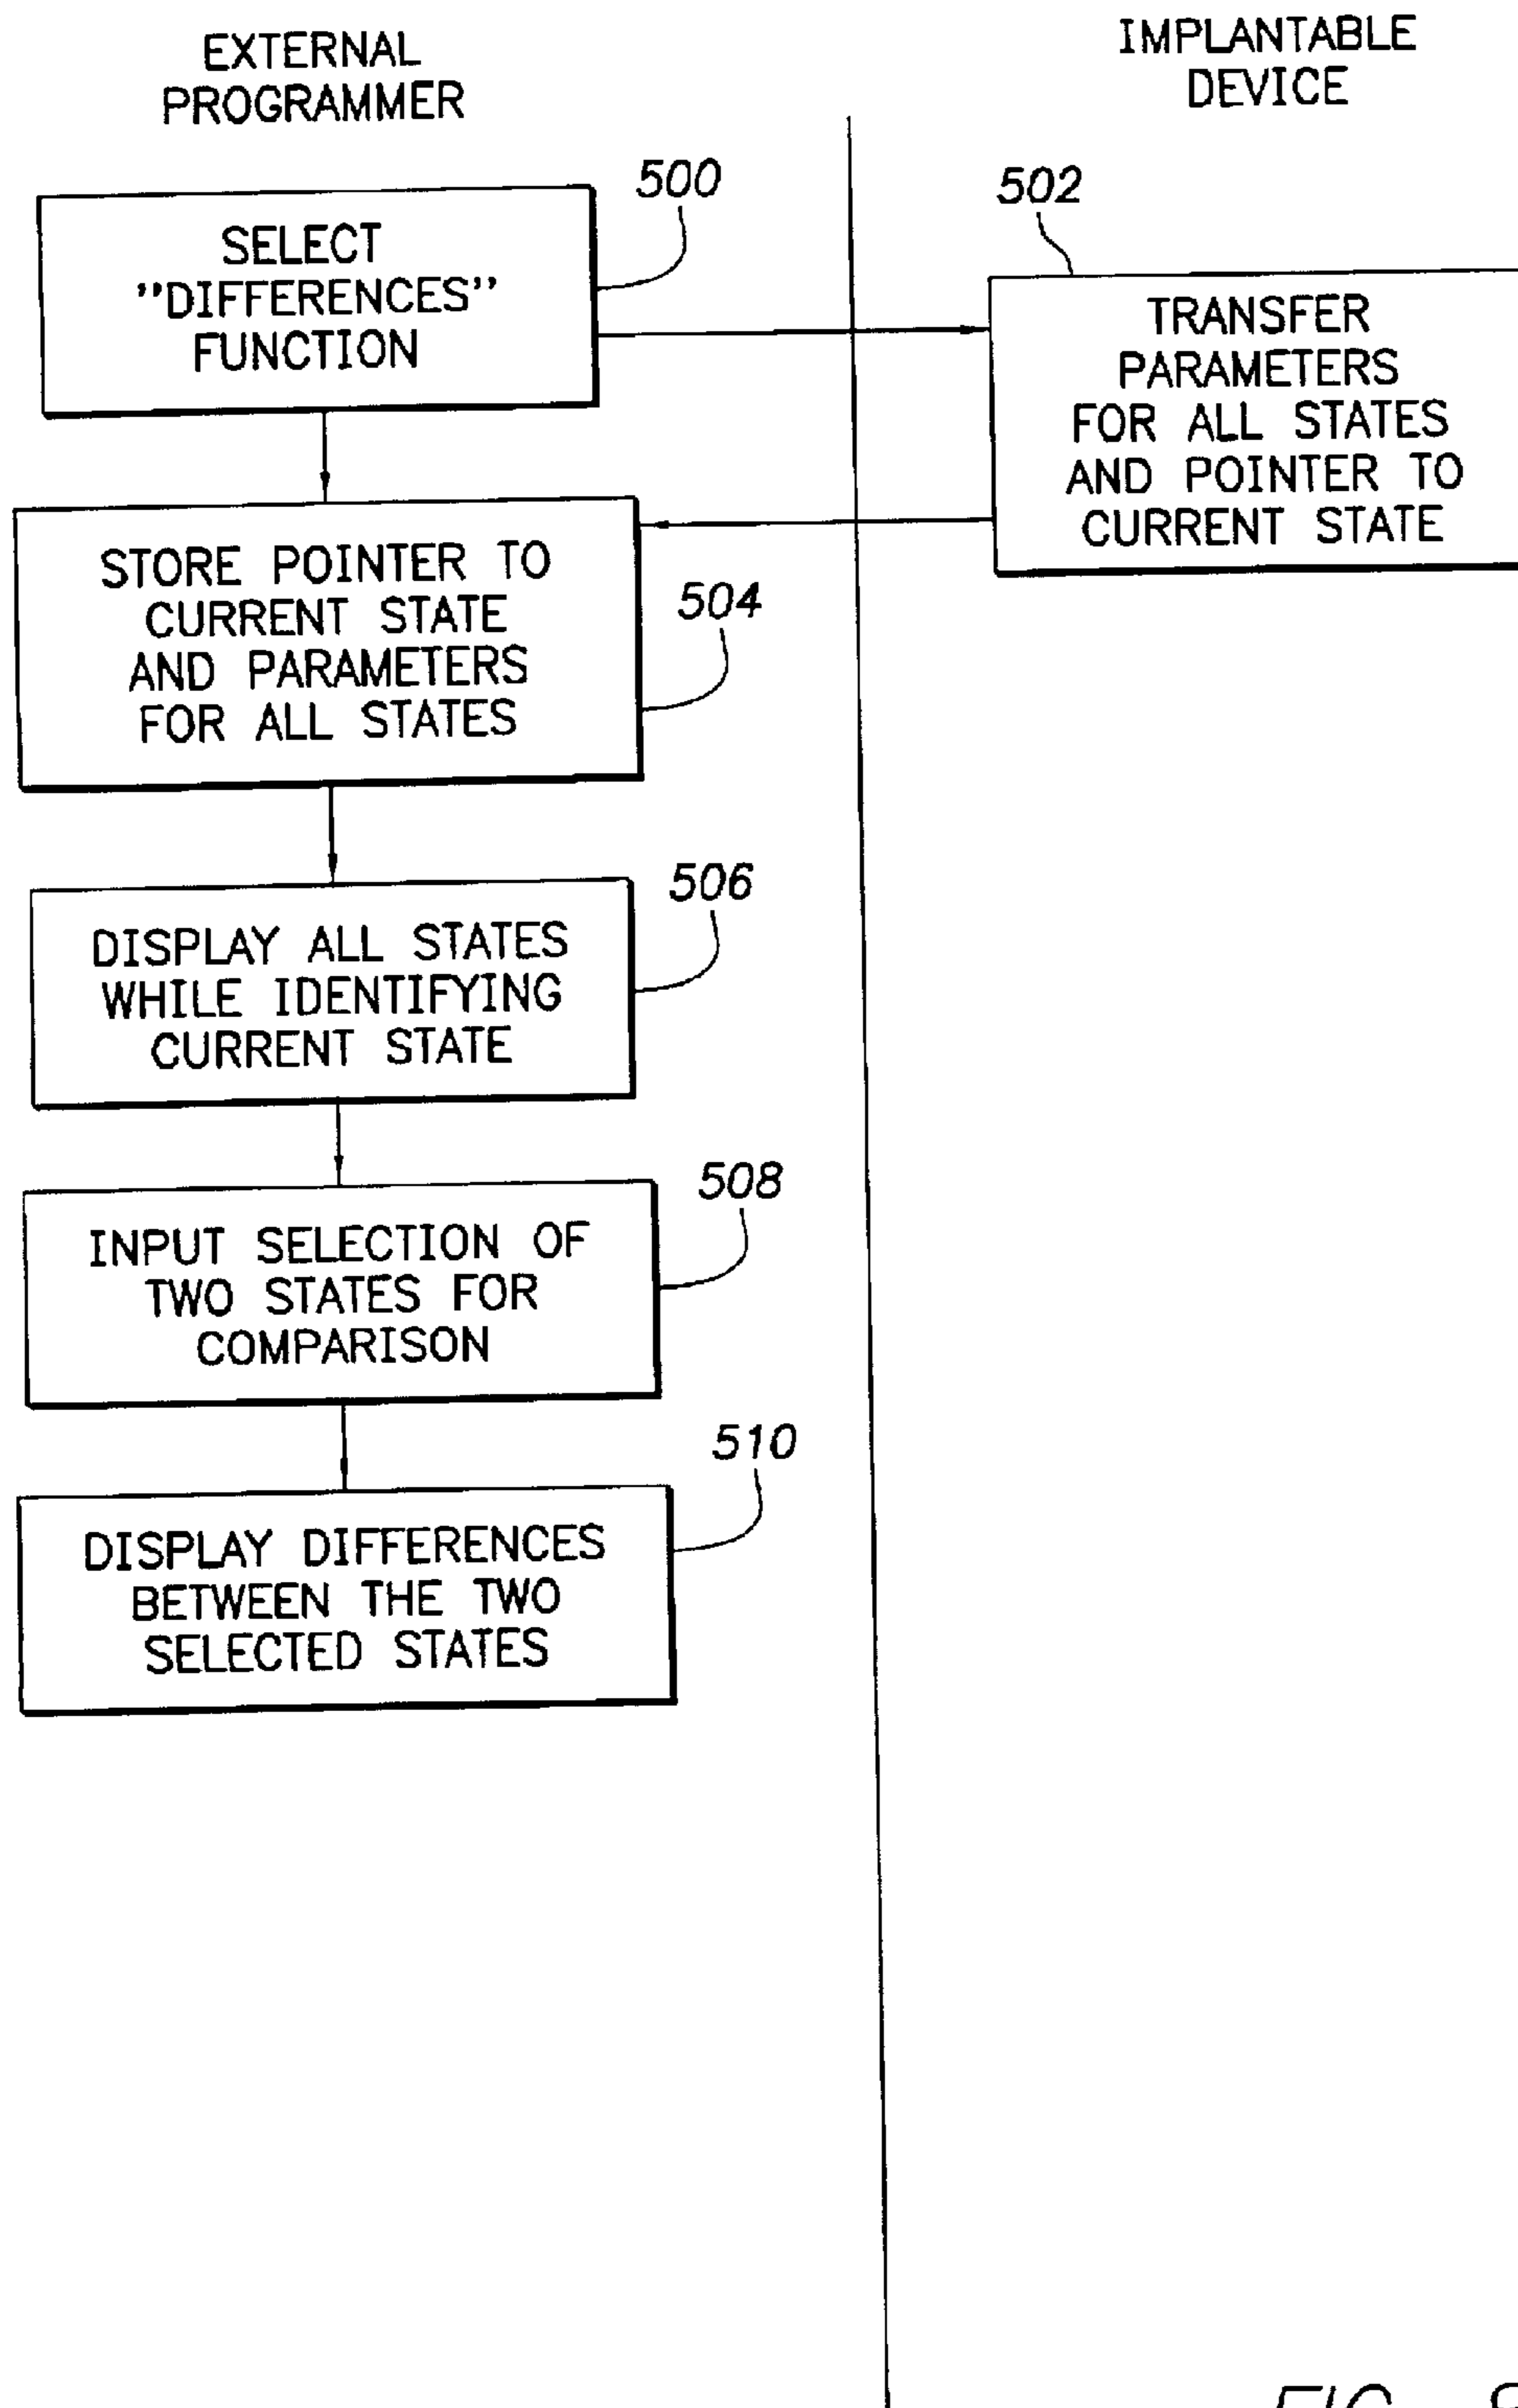 EXTERNAL
PROGRAMMER
IMPLANTABLE
DEVICE
500
SELECT
"DIFFERENCES"
FUNCTION
502
TRANSFER
PARAMETERS
FOR ALL STATES
AND POINTER TO
CURRENT STATE
504
STORE POINTER TO
CURRENT STATE
AND PARAMETERS
FOR ALL STATES
506
DISPLAY ALL STATES
WHILE IDENTIFYING
CURRENT STATE
508
INPUT SELECTION OF
TWO STATES FOR
COMPARISON
510
DISPLAY DIFFERENCES
BETWEEN THE TWO
SELECTED STATES
FIG.